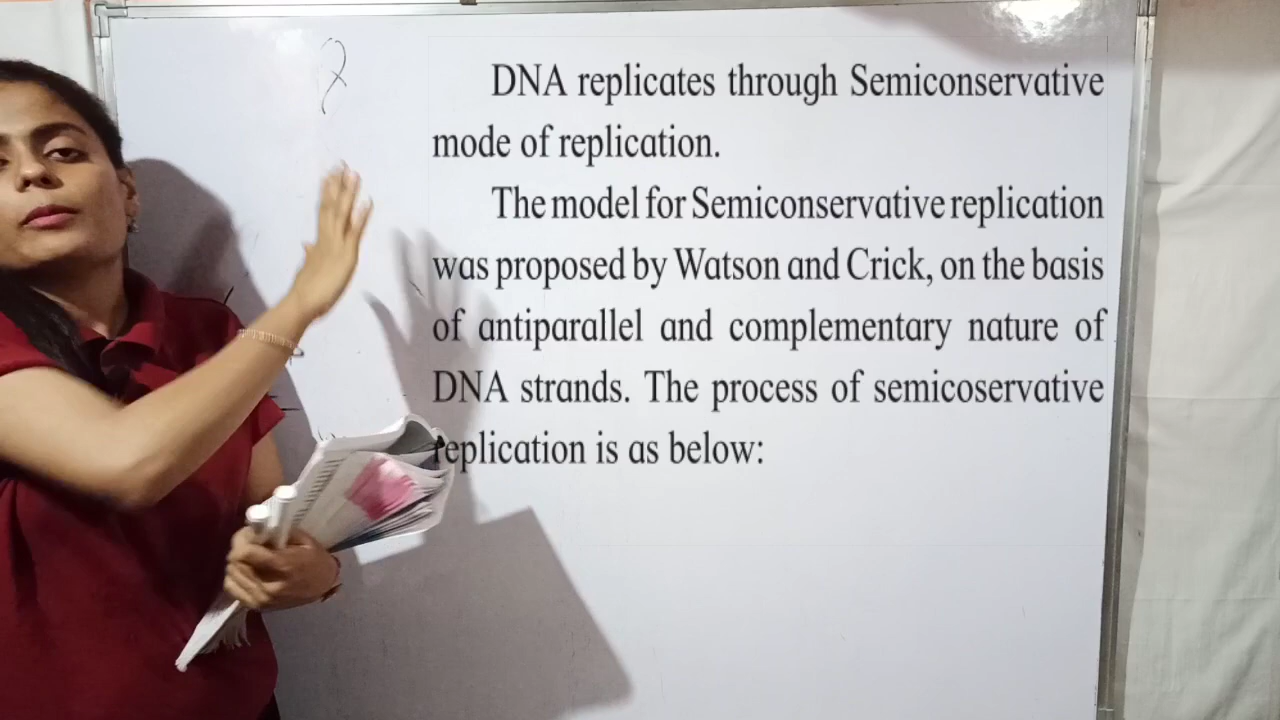 DNA replicates through Semiconservative
mode of replication.
The model for Semiconservative replication
was proposed by Watson and Crick, on the basis
of antiparallel and complementary nature of
DNA strands. The process of semicoservative
replication is as below: